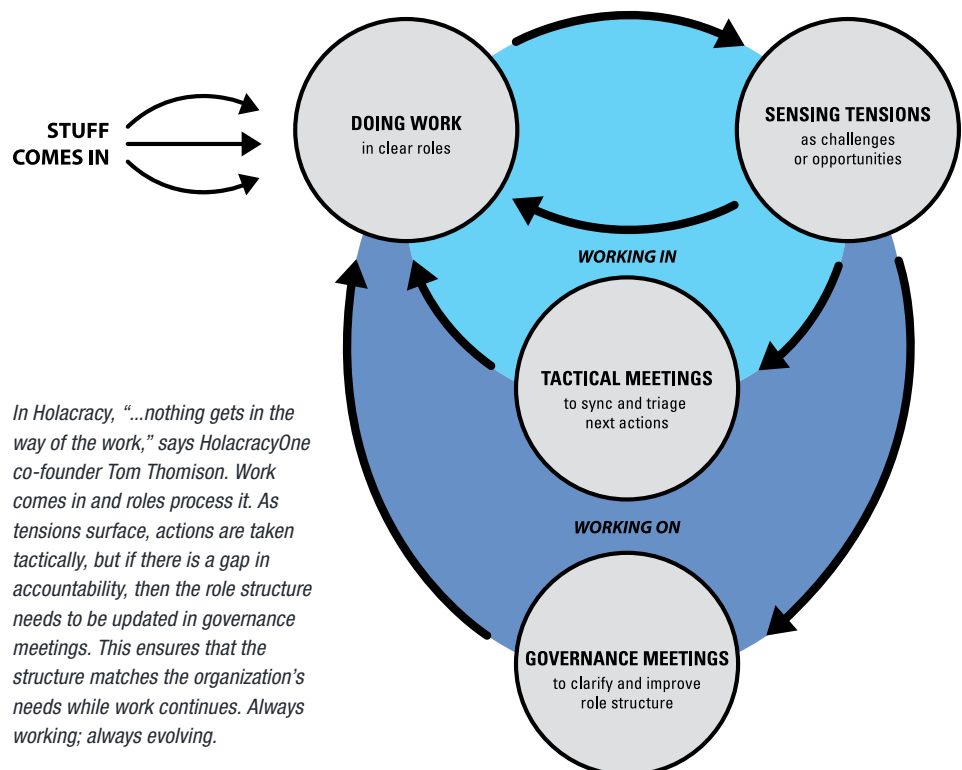 STUFF
COMES IN
DOING WORK
in clear roles
SENSING TENSIONS
as challenges
or opportunities
WORKING IN
TACTICAL MEETINGS
to sync and triage
next actions
WORKING ON
GOVERNANCE MEETINGS
to clarify and improve
role structure
In Holacracy, “...nothing gets in the
way of the work,” says HolacracyOne
co-founder Tom Thomison. Work
comes in and roles process it. As
tensions surface, actions are taken
tactically, but if there is a gap in
accountability, then the role structure
needs to be updated in governance
meetings. This ensures that the
structure matches the organization’s
needs while work continues. Always
working; always evolving.